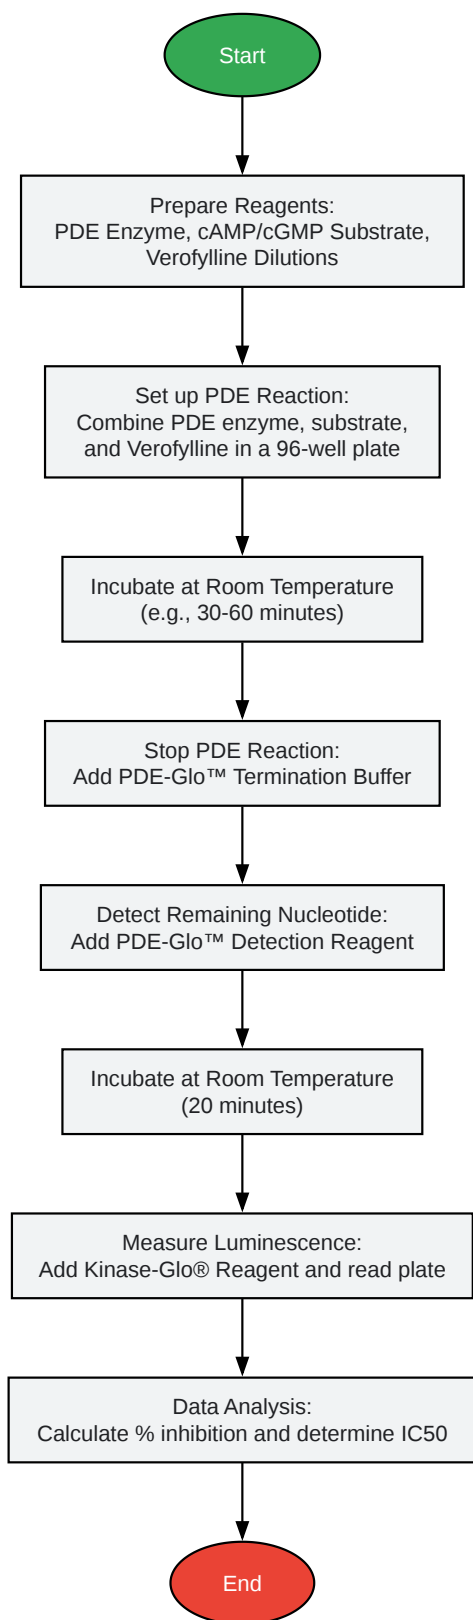 Start
Prepare Reagents:
PDE Enzyme, cAMP/cGMP Substrate,
Verofylline Dilutions
Set up PDE Reaction:
Combine PDE enzyme, substrate,
and Verofylline in a 96-well plate
Incubate at Room Temperature
(e.g., 30-60 minutes)
Stop PDE Reaction:
Add PDE-Glo™ Termination Buffer
Detect Remaining Nucleotide:
Add PDE-Glo™ Detection Reagent
Incubate at Room Temperature
(20 minutes)
Measure Luminescence:
Add Kinase-Glo® Reagent and read plate
Data Analysis:
Calculate % inhibition and determine IC50
End